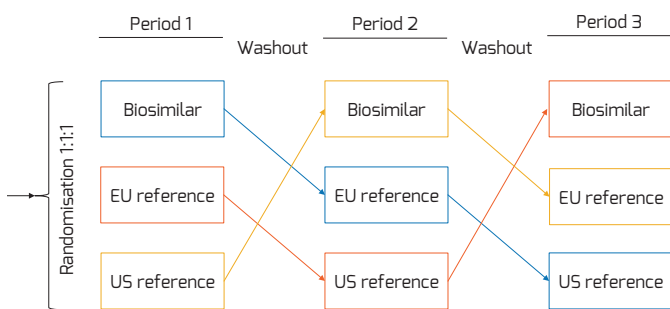 Period 1
Period 2
Period 3
Washout
Washout
Randomisation 1:1:1
Biosimilar
Biosimilar
Biosimilar
EU reference
EU reference
EU reference
US reference
US reference
US reference